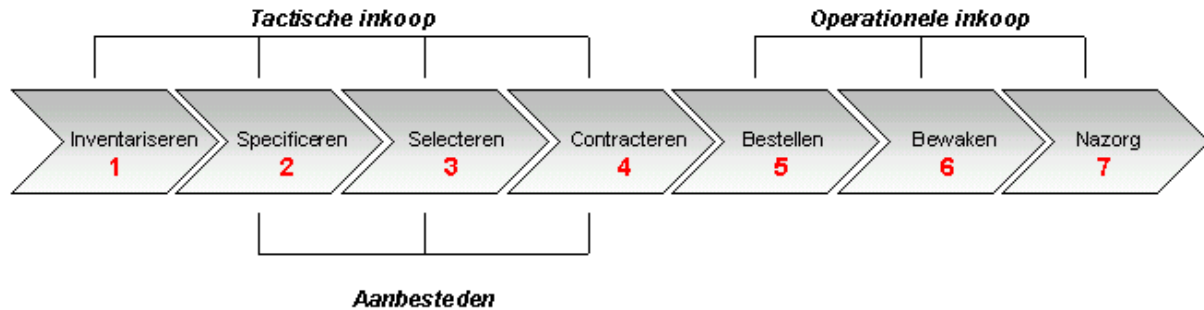 Tactische inkoop
Operationele inkoop
Inventariseren
1
Specificeren
2
Selecteren
3
Contracteren
4
Bestellen
5
Bewaken
6
Nazorg
7
Aanbesteden